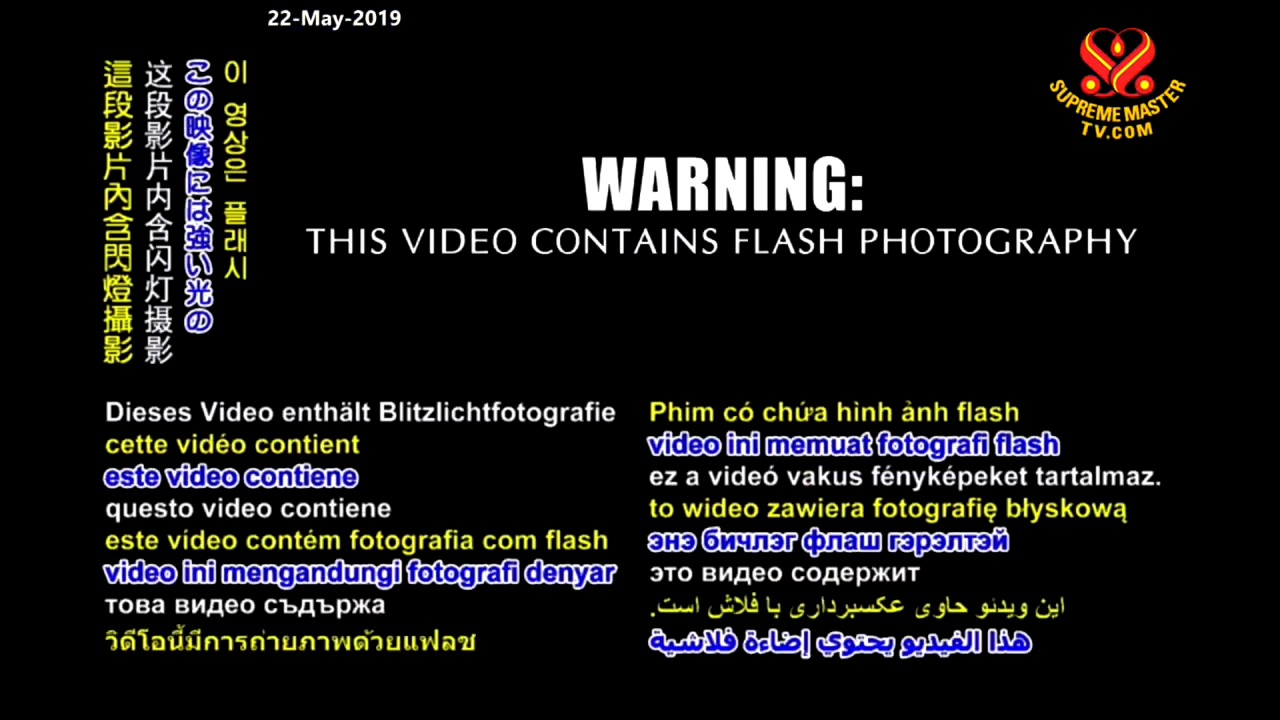 22-May-2019
SUPREME MASTER
TV.COM
這段影片內含閃燈攝影
这段影片内含闪灯摄影
この映像には強い光の
이 영상은 플래시
WARNING:
THIS VIDEO CONTAINS FLASH PHOTOGRAPHY
Dieses Video enthält Blitzlichtfotografie
cette vidéo contient
este video contiene
questo video contiene
este vídeo contém fotografia com flash
video ini mengandungi fotografi denyar
това видео съдържа
วิดีโอนี้มีการถ่ายภาพด้วยแฟลซ
Phim có chứa hình ảnh flash
video ini memuat fotografi flash
ez a videó vakus fényképeket tartalmaz.
to wideo zawiera fotografię błyskową
энэ бичлэг флаш гэрэлтэй
это видео содержит
این ویدئو حاوی عکسبرداری با فلاش است.
هذا الفيديو يحتوي إضاءة فلاشية